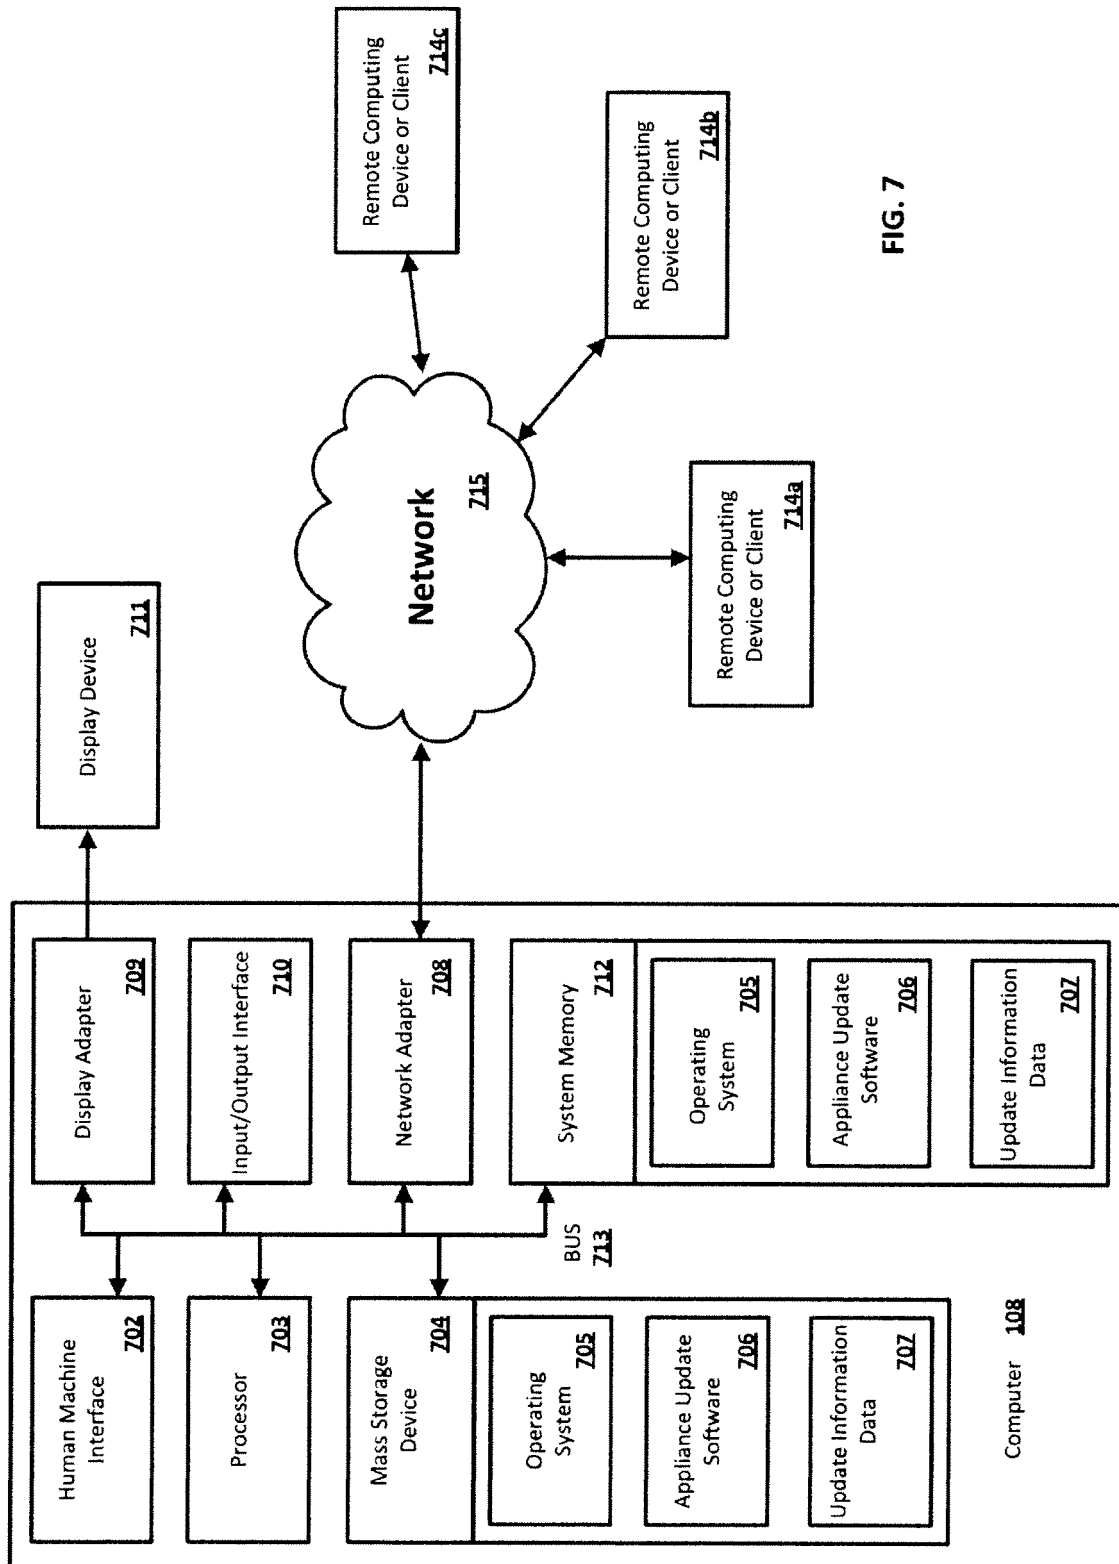 Human Machine
Interface
702
Processor
703
Mass Storage
Device
704
Operating
System
705
Appliance Update
Software
706
Update Information
Data
707
Computer 108
BUS
713
Display Adapter
709
Input/Output Interface
710
Network Adapter
708
System Memory
712
Operating
System
705
Appliance Update
Software
706
Update Information
Data
707
Display Device
711
Network
715
Remote Computing
Device or Client
714a
Remote Computing
Device or Client
714b
Remote Computing
Device or Client
714c
FIG. 7